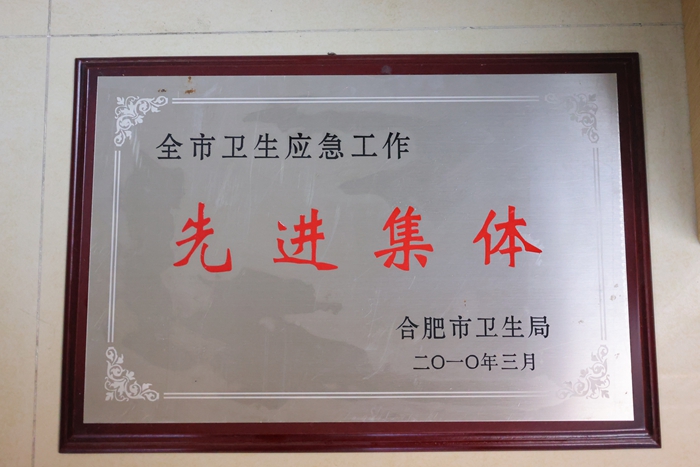 全市卫生应急工作
先进集体
合肥市卫生局
二〇一〇年三月